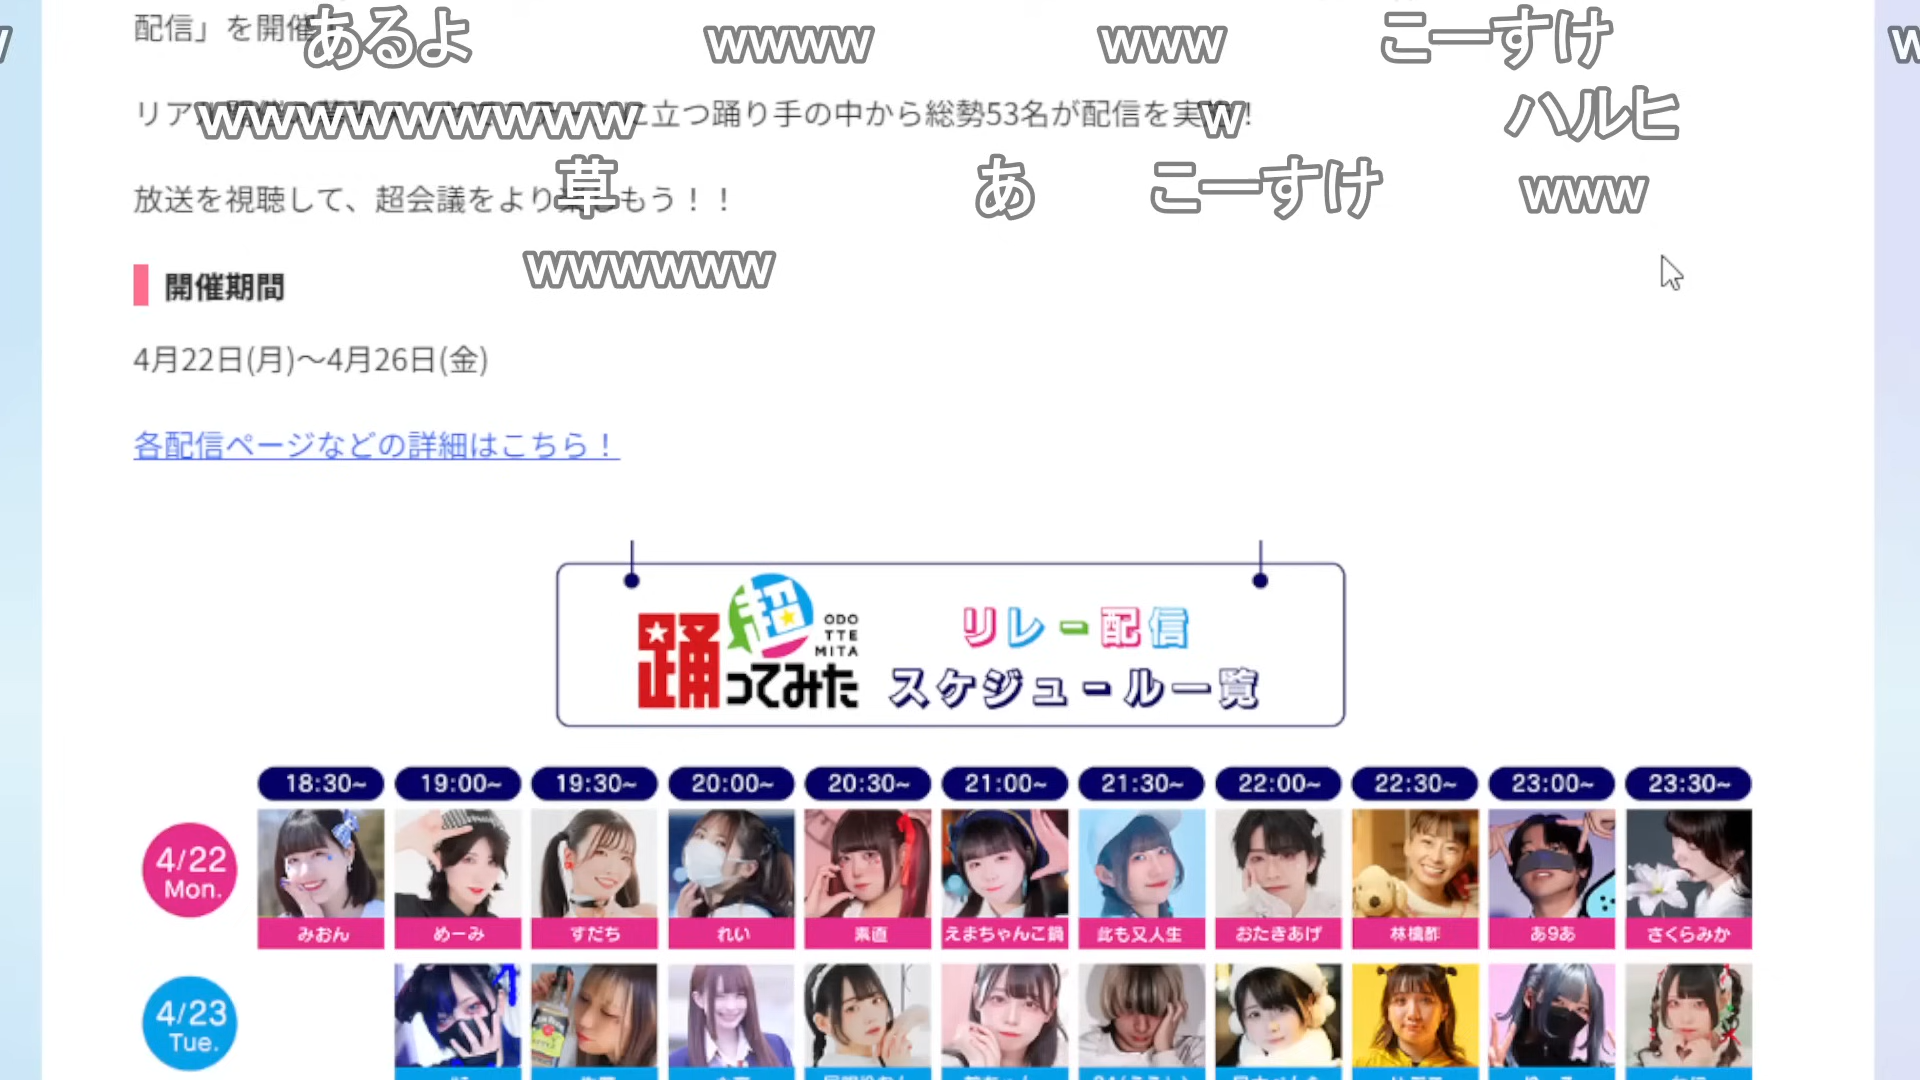 配信」を開催
あるよ
wwww
www
こーすけ
リア
wwwwwwwwww
に立つ踊り手の中から総勢53名が配信を実
w
！
ハルヒ
放送を視聴して、超会議をより
草
もう！！
あ
こーすけ
www
wwwwww
開催期間
4月22日(月)～4月26日(金)
各配信ページなどの詳細はこちら！
超踊ってみた
ODO
TTE
MITA
リレー配信
スケジュール一覧
18:30~ 19:00~ 19:30~ 20:00~ 20:30~ 21:00~ 21:30~ 22:00~ 22:30~ 23:00~ 23:30~
4/22
Mon.
みおん めーみ すだち れい 素直 えまちゃんこ鍋 此も又人生 おたきあげ 林檎酢 あ9あ さくらみか
4/23
Tue.